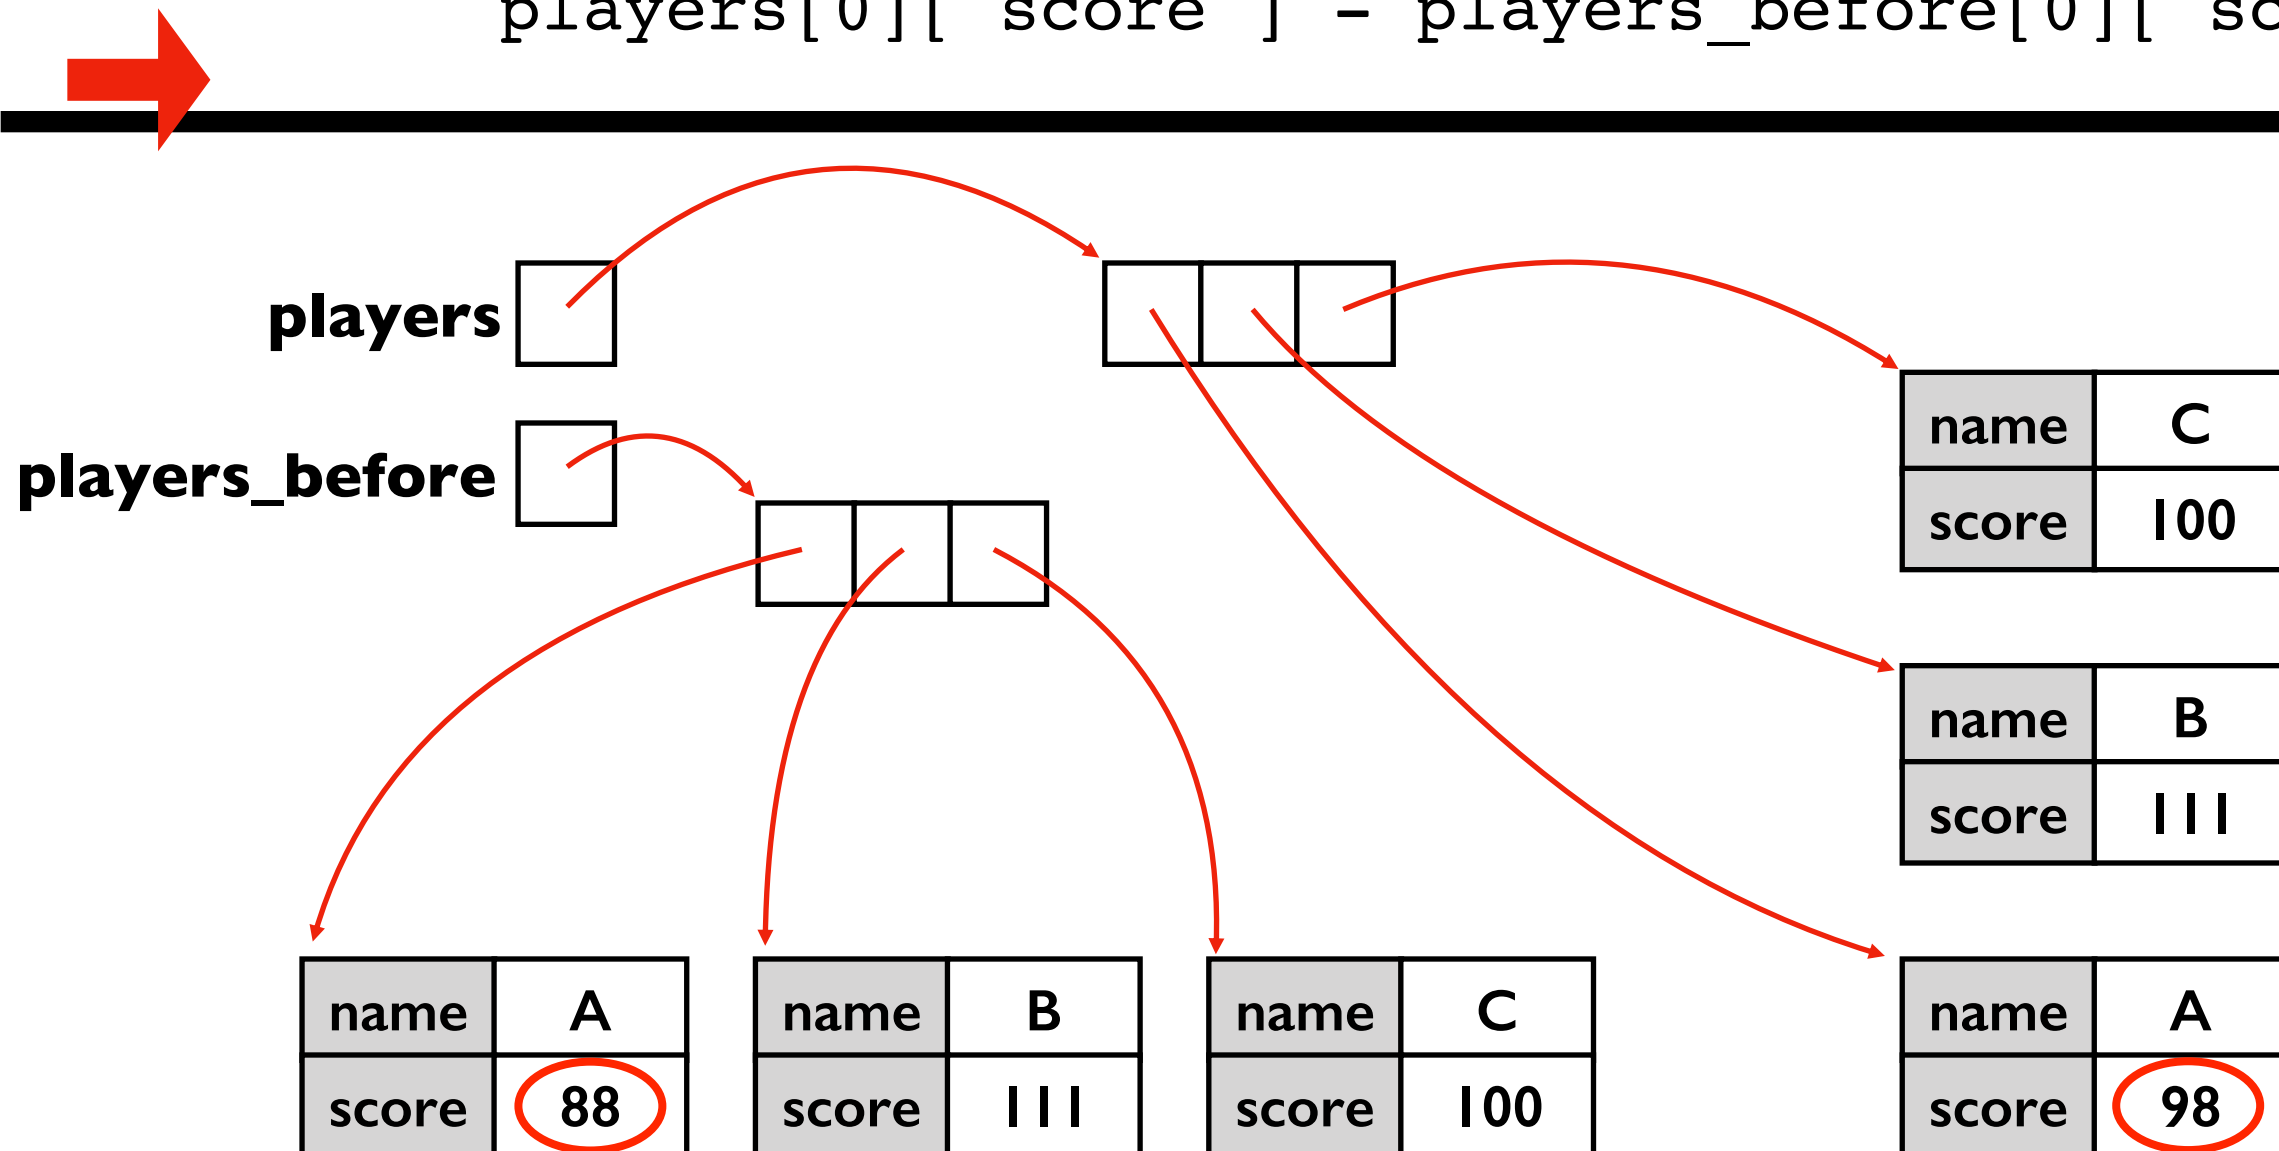 players[0]["score"] - players_before[0]["sc
players
players_before
name C
score 100
name B
score 111
name A
score 88
name B
score 111
name C
score 100
name A
score 98